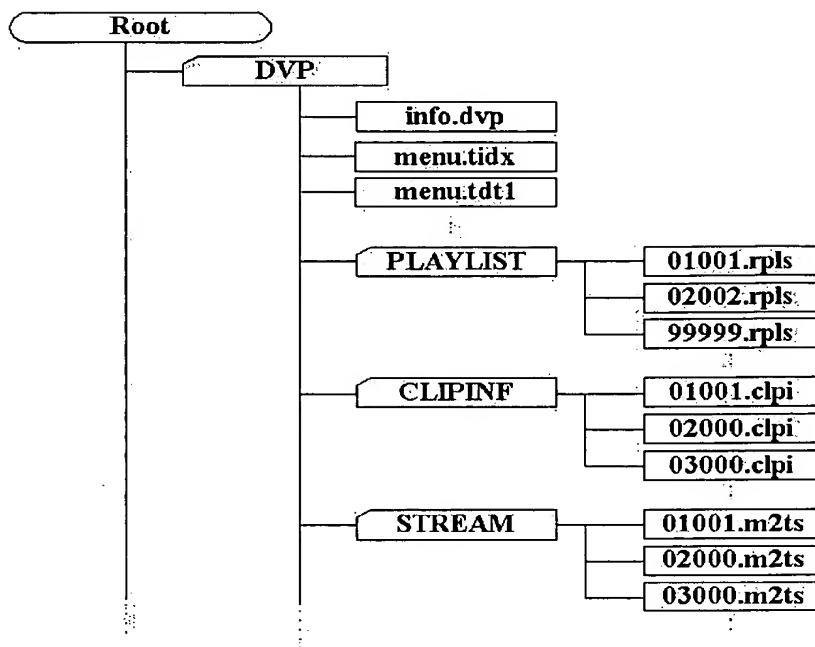 Root
DVP
info.dvp
menu.tidx
menu.tdt1
PLAYLIST
01001.rpls
02002.rpls
99999.rpls
CLIPINF
01001.clpi
02000.clpi
03000.clpi
STREAM
01001.m2ts
02000.m2ts
03000.m2ts